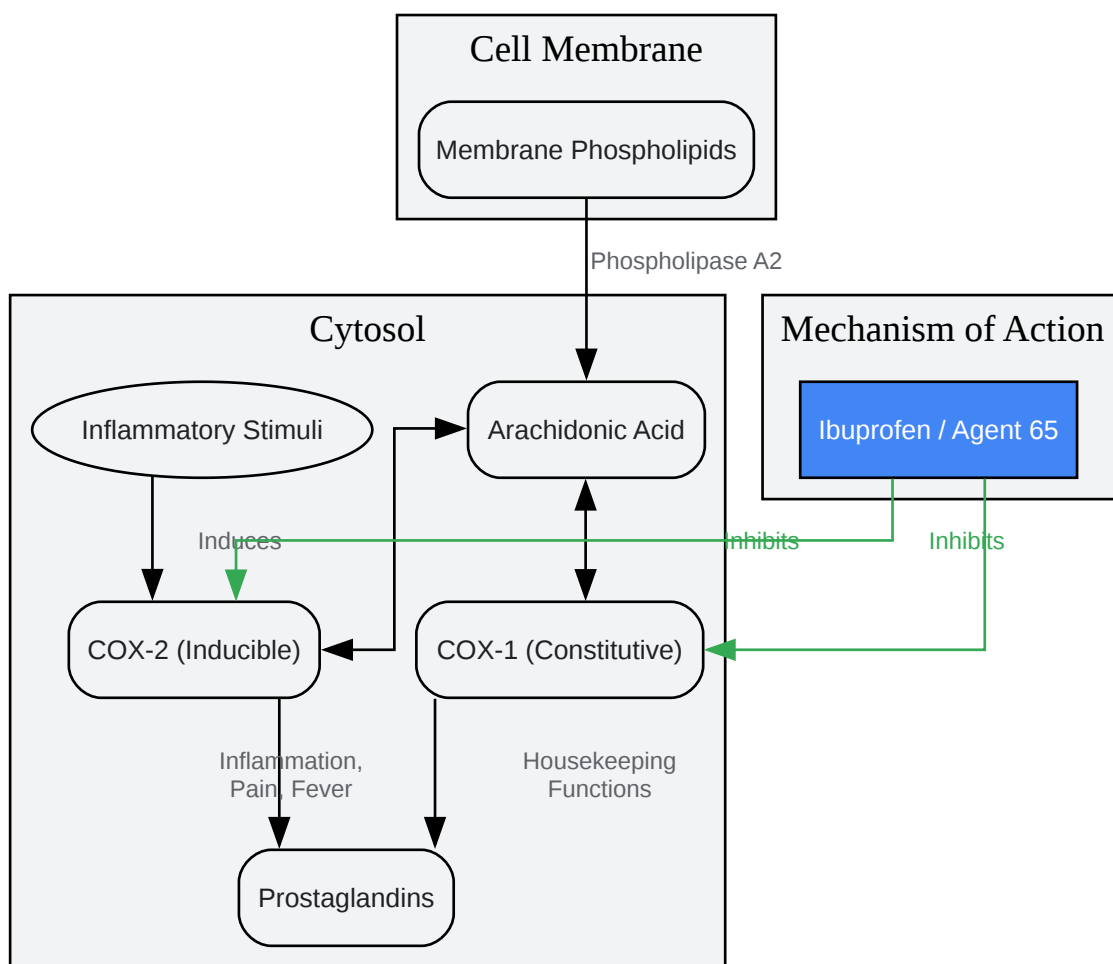 Cell Membrane
Membrane Phospholipids
Phospholipase A2
Cytosol
Mechanism of Action
Inflammatory Stimuli
Arachidonic Acid
Ibuprofen / Agent 65
Induces
Inhibits
Inhibits
COX-2 (Inducible)
COX-1 (Constitutive)
Inflammation,
Pain, Fever
Housekeeping
Functions
Prostaglandins